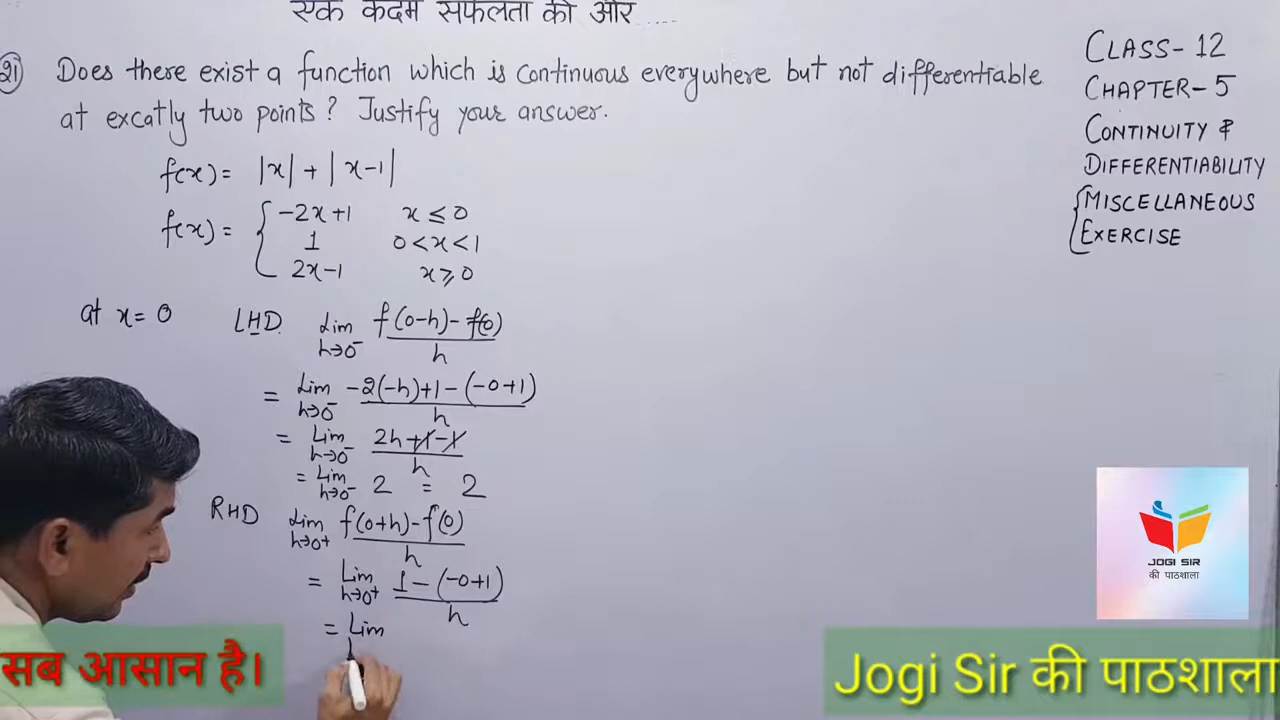 एक कदम सफलता की और
21 Does there exist a function which is continuous everywhere but not differentiable
at excatly two points? Justify your answer.
f(x) = |x| + |x-1|
f(x) = { -2x+1 x ≤ 0
1 0 < x < 1
2x-1 x ≥ 0
at x = 0 LHD. Lim h→0⁻ f(0-h) - f(0) / h
= Lim h→0⁻ -2(-h)+1-(-0+1) / h
= Lim h→0⁻ 2h+1-1 / h
= Lim h→0⁻ 2 = 2
RHD Lim h→0+ f(0+h) - f(0) / h
= Lim h→0+ 1-(-0+1) / h
= Lim
CLASS-12
CHAPTER-5
CONTINUITY &
DIFFERENTIABILITY
{MISCELLANEOUS
EXERCISE
JOGI SIR
की पाठशाला
सब आसान है।
Jogi Sir की पाठशाला